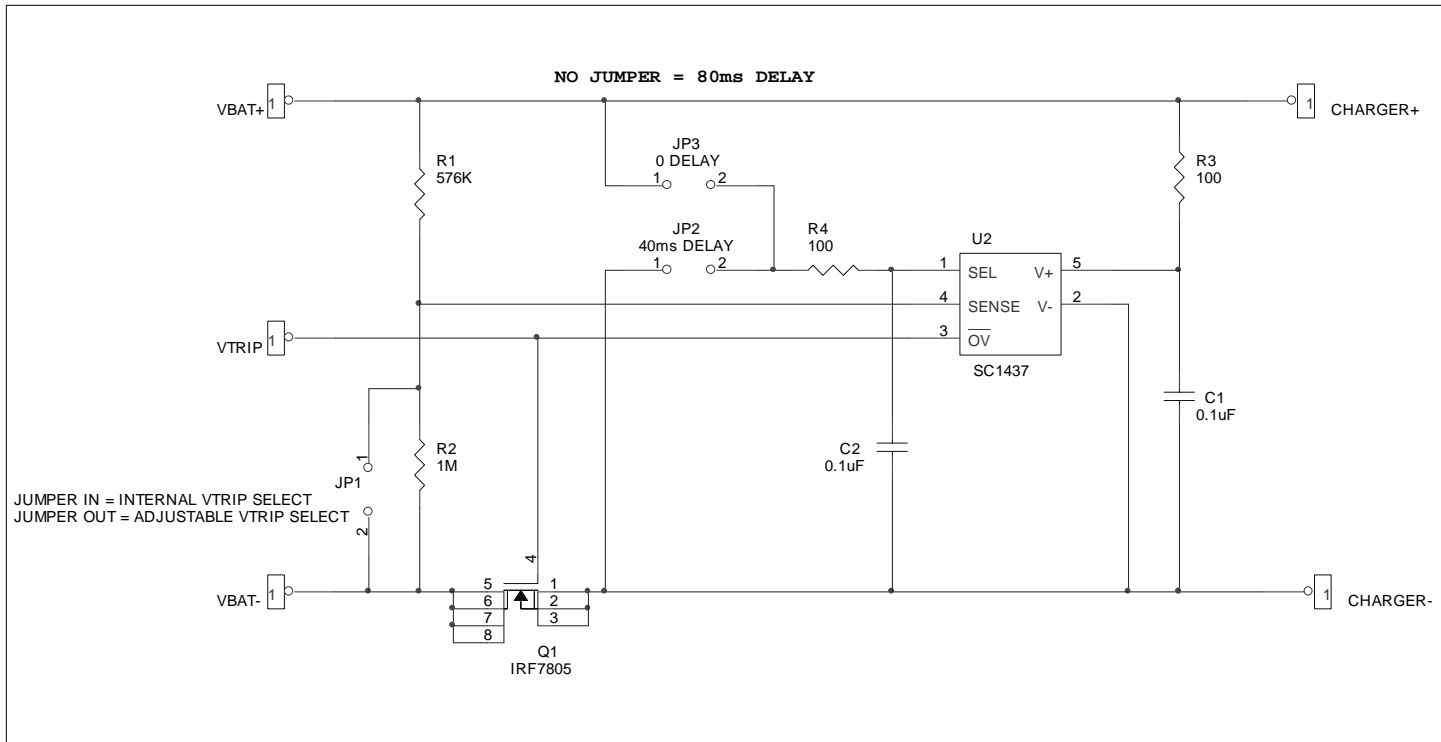 NO JUMPER = 80ms DELAY
VBAT+
1
1
CHARGER+
R1
576K
JP3
0 DELAY
1
2
R3
100
JP2
40ms DELAY
1
2
R4
100
U2
1
SEL
V+
5
4
SENSE
V-
2
3
OV
SC1437
VTRIP
1
C1
0.1uF
R2
1M
C2
0.1uF
1
JP1
2
JUMPER IN = INTERNAL VTRIP SELECT
JUMPER OUT = ADJUSTABLE VTRIP SELECT
4
VBAT-
1
5
6
7
8
1
2
3
1
CHARGER-
Q1
IRF7805